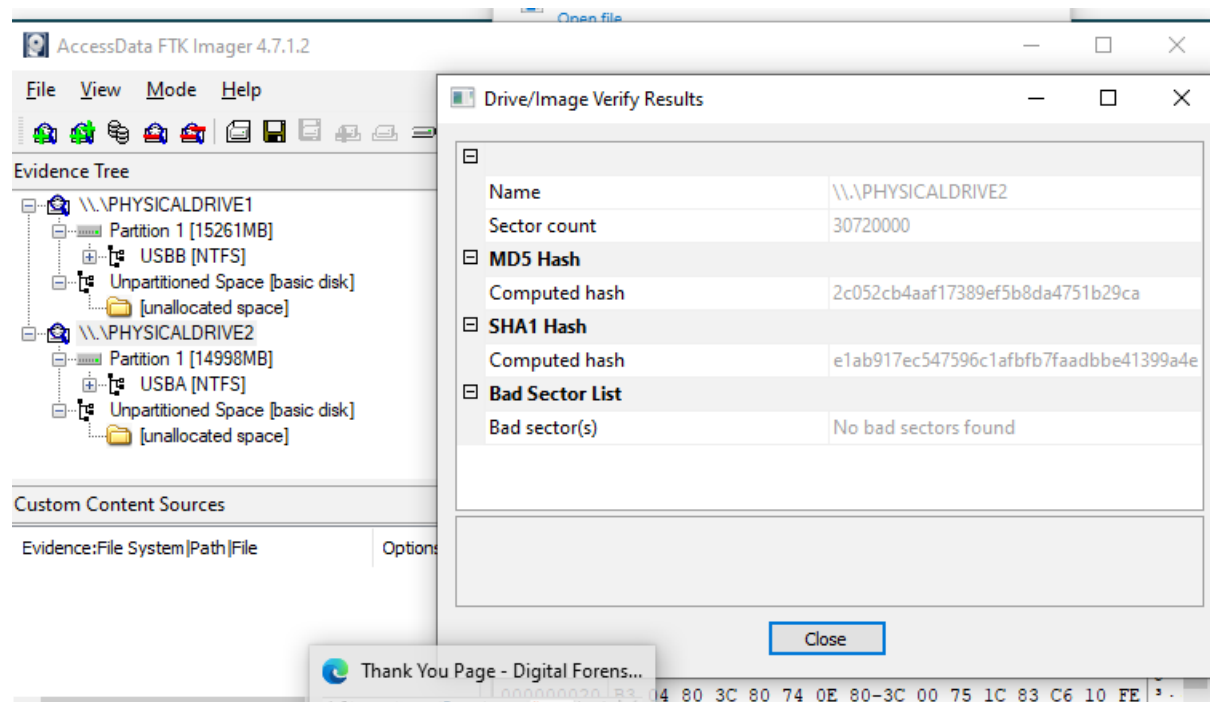 Open file
AccessData FTK Imager 4.7.1.2
File View Mode Help
Evidence Tree
\\.\PHYSICALDRIVE1
Partition 1 [15261MB]
USBB [NTFS]
Unpartitioned Space [basic disk]
[unallocated space]
\\.\PHYSICALDRIVE2
Partition 1 [14998MB]
USBA [NTFS]
Unpartitioned Space [basic disk]
[unallocated space]
Custom Content Sources
Evidence:File System|Path|File Options
Drive/Image Verify Results
Name \\.\PHYSICALDRIVE2
Sector count 30720000
MD5 Hash
Computed hash 2c052cb4aaf17389ef5b8da4751b29ca
SHA1 Hash
Computed hash e1ab917ec547596c1afbfb7faadbbe41399a4e
Bad Sector List
Bad sector(s) No bad sectors found
Close
Thank You Page - Digital Forens...
000000020 B3 04 80 3C 80 74 0E 80-3C 00 75 1C 83 C6 10 FE